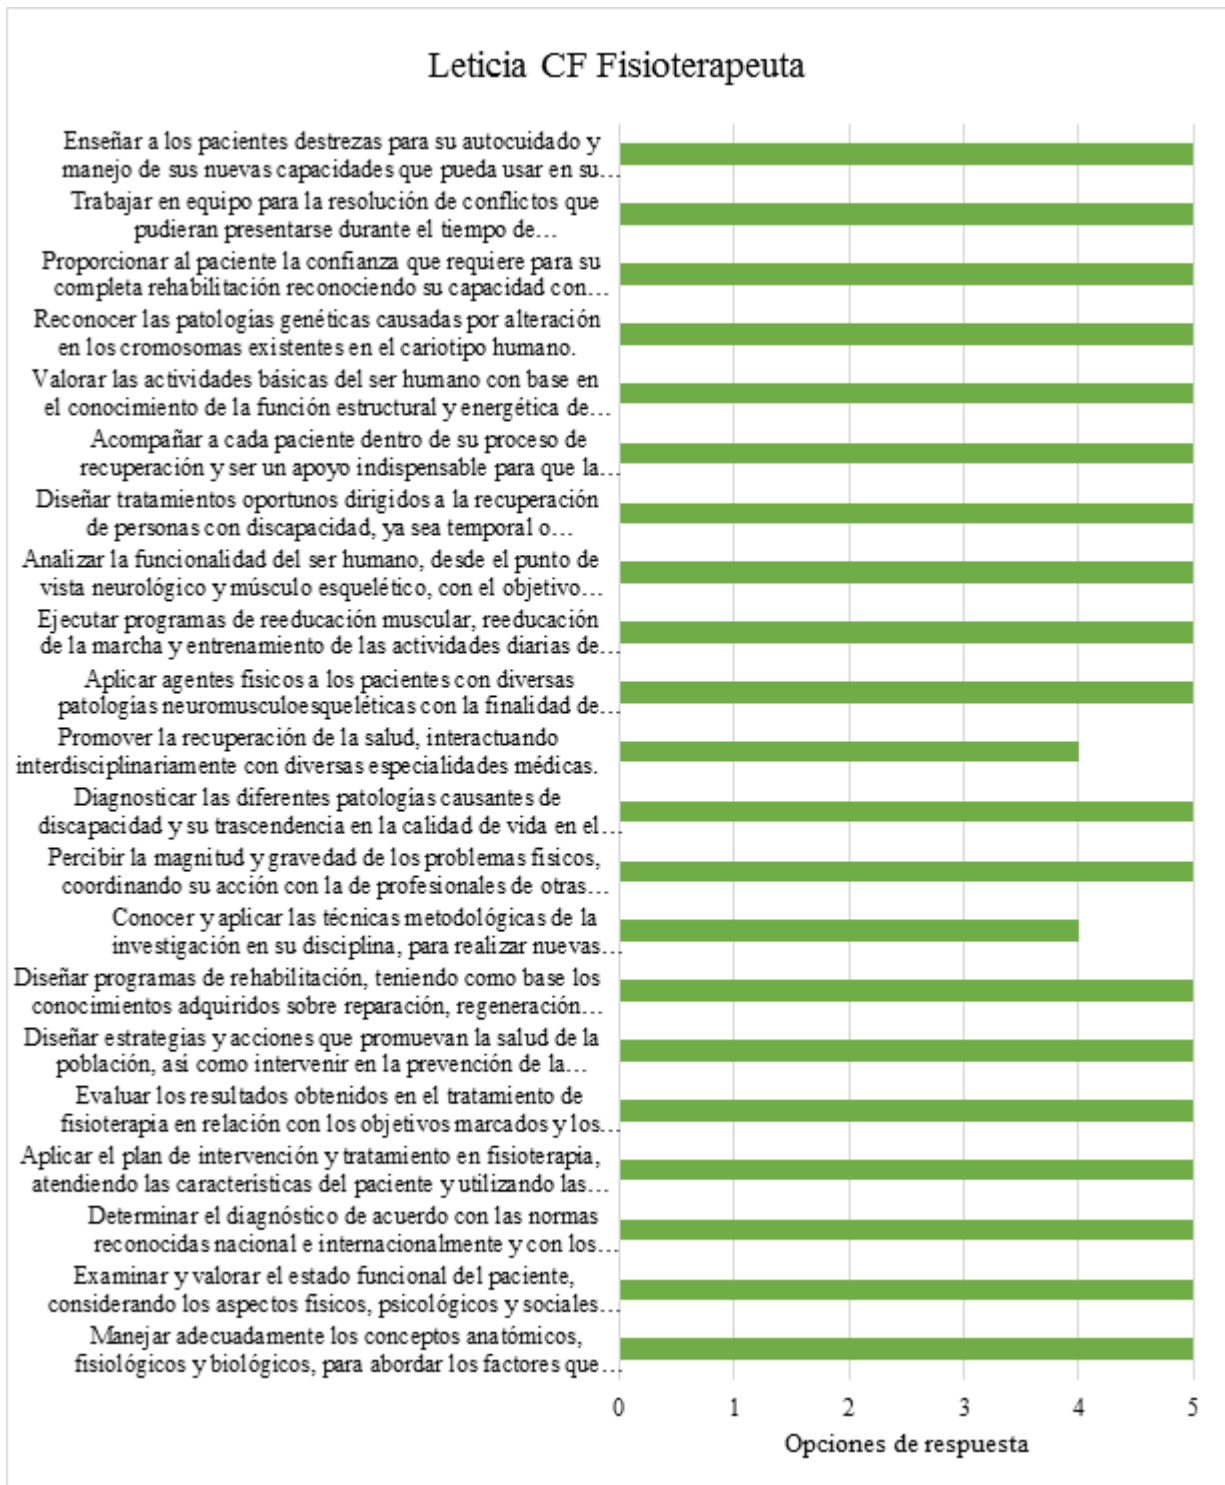 Leticia CF Fisioterapeuta
Enseñar a los pacientes destrezas para su autocuidado y
manejo de sus nuevas capacidades que pueda usar en su…
Trabajar en equipo para la resolución de conflictos que
pudieran presentarse durante el tiempo de…
Proporcionar al paciente la confianza que requiere para su
completa rehabilitación reconociendo su capacidad con…
Reconocer las patologías genéticas causadas por alteración
en los cromosomas existentes en el cariotipo humano.
Valorar las actividades básicas del ser humano con base en
el conocimiento de la función estructural y energética de…
Acompañar a cada paciente dentro de su proceso de
recuperación y ser un apoyo indispensable para que la…
Diseñar tratamientos oportunos dirigidos a la recuperación
de personas con discapacidad, ya sea temporal o…
Analizar la funcionalidad del ser humano, desde el punto de
vista neurológico y músculo esquelético, con el objetivo…
Ejecutar programas de reeducación muscular, reeducación
de la marcha y entrenamiento de las actividades diarias de…
Aplicar agentes físicos a los pacientes con diversas
patologías neuromusculoesqueléticas con la finalidad de…
Promover la recuperación de la salud, interactuando
interdisciplinariamente con diversas especialidades médicas.
Diagnosticar las diferentes patologías causantes de
discapacidad y su trascendencia en la calidad de vida en el…
Percibir la magnitud y gravedad de los problemas físicos,
coordinando su acción con la de profesionales de otras…
Conocer y aplicar las técnicas metodológicas de la
investigación en su disciplina, para realizar nuevas…
Diseñar programas de rehabilitación, teniendo como base los
conocimientos adquiridos sobre reparación, regeneración…
Diseñar estrategias y acciones que promuevan la salud de la
población, así como intervenir en la prevención de la…
Evaluar los resultados obtenidos en el tratamiento de
fisioterapia en relación con los objetivos marcados y los…
Aplicar el plan de intervención y tratamiento en fisioterapia,
atendiendo las características del paciente y utilizando las…
Determinar el diagnóstico de acuerdo con las normas
reconocidas nacional e internacionalmente y con los…
Examinar y valorar el estado funcional del paciente,
considerando los aspectos físicos, psicológicos y sociales…
Manejar adecuadamente los conceptos anatómicos,
fisiológicos y biológicos, para abordar los factores que…
0 1 2 3 4 5
Opciones de respuesta